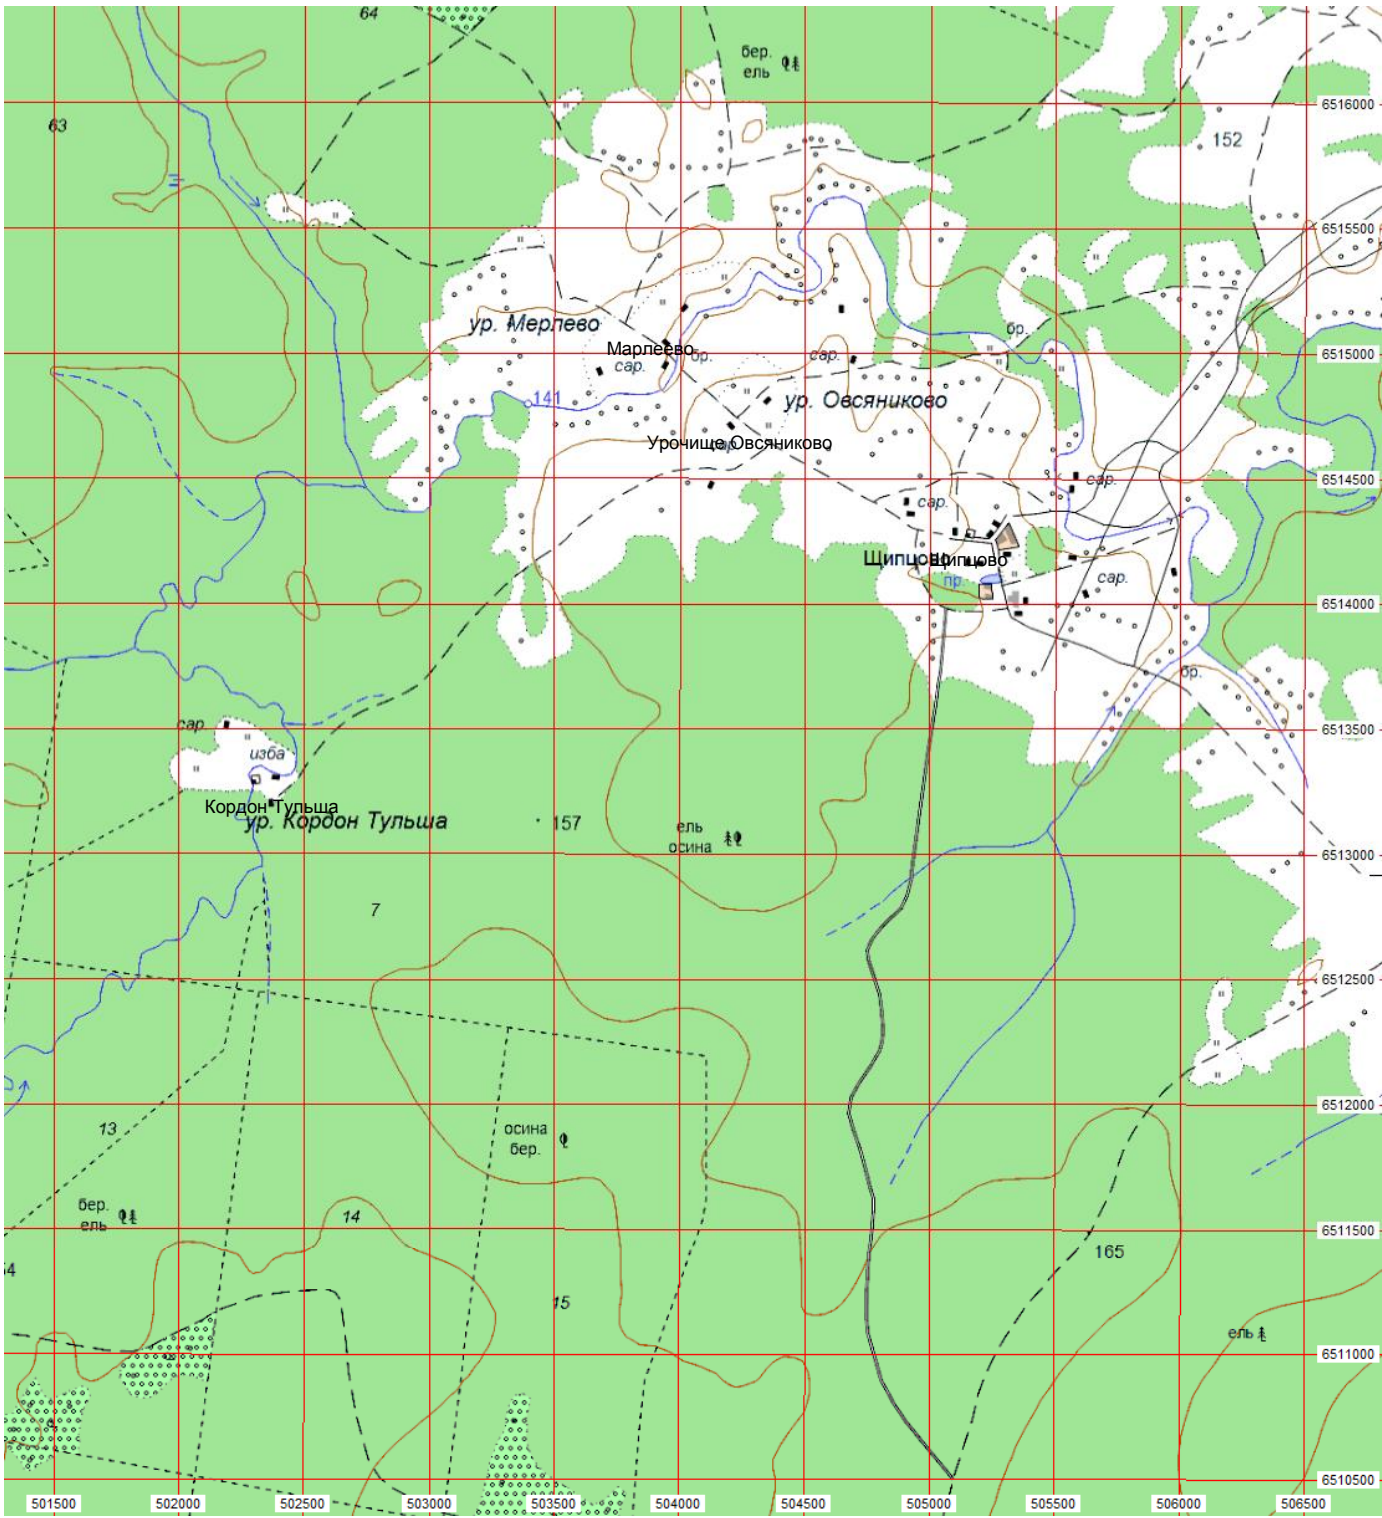 64
бер.
ель
6516000
63
152
6515500
ур. Мерлево
бр.
Марлеево
бр.
сар.
сар.
6515000
141
ур. Овсяниково
Урочище Овсяниково
сар.
6514500
сар.
сар.
Щипцово
Щипцово
пр.
сар.
6514000
бр.
сар.
6513500
изба
Кордон Тульша
ур. Кордон Тульша
157
ель
осина
6513000
7
6512500
6512000
13
осина
бер.
бер.
ель
14
6511500
165
15
ель
6511000
6510500
501500 502000 502500 503000 503500 504000 504500 505000 505500 506000 506500